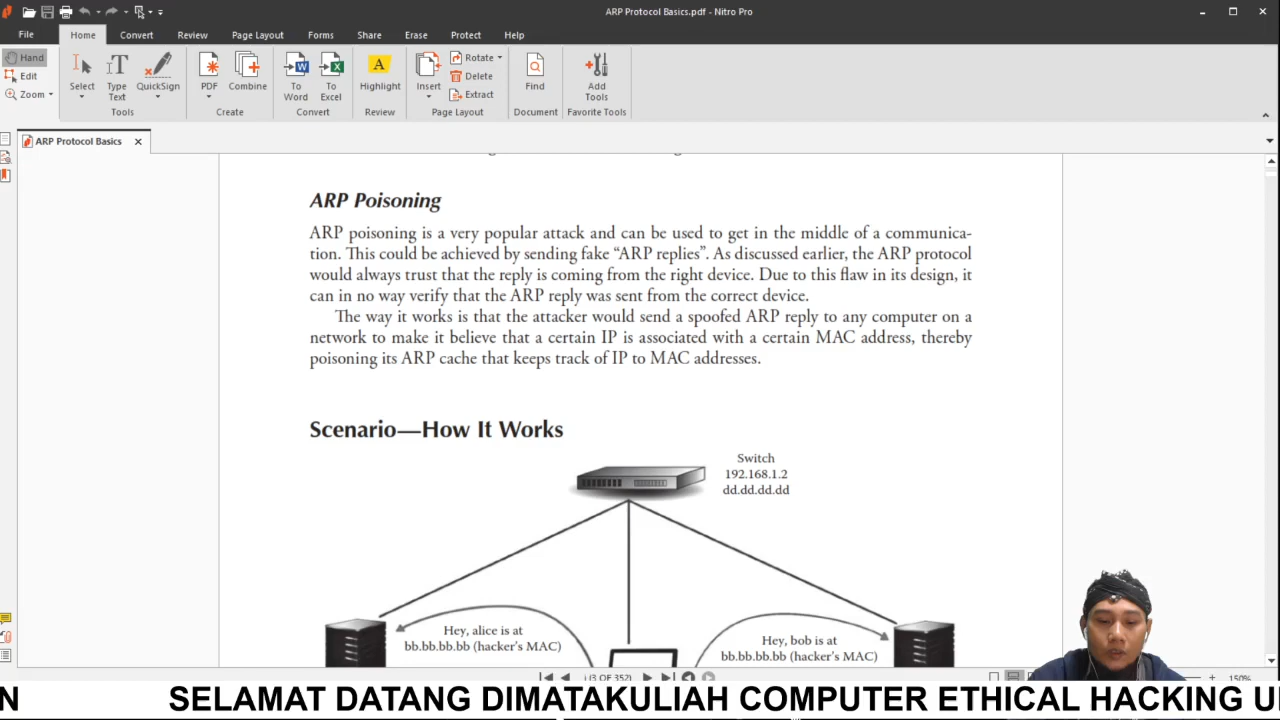 ARP Protocol Basics.pdf - Nitro Pro
File
Home
Convert
Review
Page Layout
Forms
Share
Erase
Protect
Help
Hand
Edit
Zoom
Select
Type
Text
QuickSign
Tools
PDF
Combine
Create
To
Word
To
Excel
Convert
Highlight
Review
Insert
Rotate
Delete
Extract
Page Layout
Find
Document
Add
Tools
Favorite Tools
ARP Protocol Basics
ARP Poisoning
ARP poisoning is a very popular attack and can be used to get in the middle of a communica-
tion. This could be achieved by sending fake “ARP replies”. As discussed earlier, the ARP protocol
would always trust that the reply is coming from the right device. Due to this flaw in its design, it
can in no way verify that the ARP reply was sent from the correct device.
The way it works is that the attacker would send a spoofed ARP reply to any computer on a
network to make it believe that a certain IP is associated with a certain MAC address, thereby
poisoning its ARP cache that keeps track of IP to MAC addresses.
Scenario—How It Works
Switch
192.168.1.2
dd.dd.dd.dd
Hey, alice is at
bb.bb.bb.bb (hacker's MAC)
Hey, bob is at
bb.bb.bb.bb (hacker's MAC)
OF 352)
150%
N SELAMAT DATANG DIMATAKULIAH COMPUTER ETHICAL HACKING